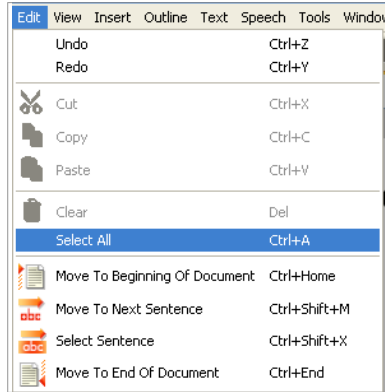 Edit View Insert Outline Text Speech Tools Window
Undo Ctrl+Z
Redo Ctrl+Y
Cut Ctrl+X
Copy Ctrl+C
Paste Ctrl+V
Clear Del
Select All Ctrl+A
Move To Beginning Of Document Ctrl+Home
abc Move To Next Sentence Ctrl+Shift+M
abc Select Sentence Ctrl+Shift+X
Move To End Of Document Ctrl+End